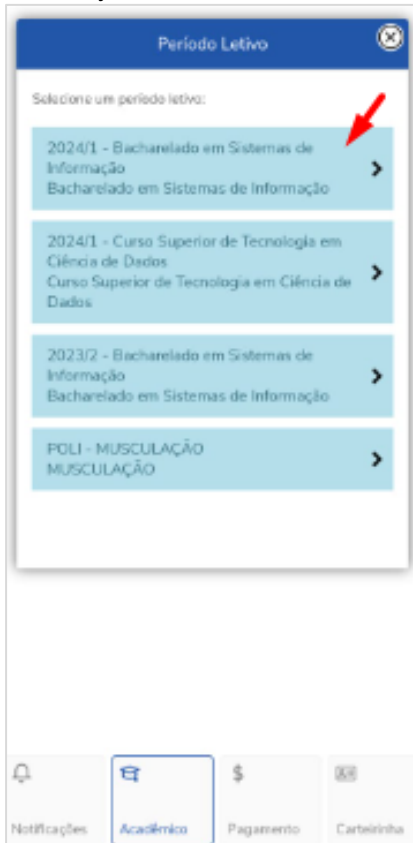 Período Letivo
Selecione um período letivo:
2024/1 - Bacharelado em Sistemas de
Informação
Bacharelado em Sistemas de Informação
2024/1 - Curso Superior de Tecnologia em
Ciência de Dados
Curso Superior de Tecnologia em Ciência de
Dados
2023/2 - Bacharelado em Sistemas de
Informação
Bacharelado em Sistemas de Informação
POLI - MUSCULAÇÃO
MUSCULAÇÃO
Notificações
Acadêmico
Pagamento
Carteirinha